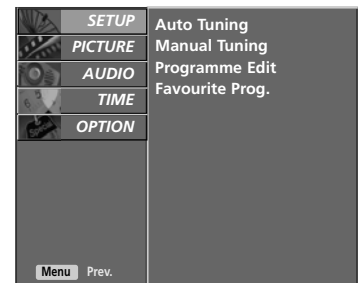 SETUP
PICTURE
AUDIO
TIME
OPTION
Auto Tuning
Manual Tuning
Programme Edit
Favourite Prog.
Menu Prev.